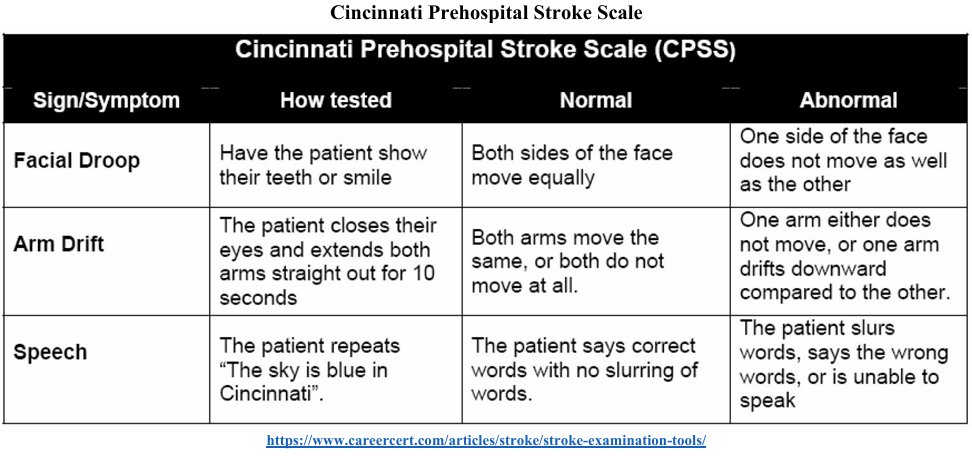 Cincinnati Prehospital Stroke Scale
Cincinnati Prehospital Stroke Scale (CPSS)
Sign/Symptom How tested Normal Abnormal
Facial Droop
Have the patient show
their teeth or smile
Both sides of the face
move equally
One side of the face
does not move as well
as the other
Arm Drift
The patient closes their
eyes and extends both
arms straight out for 10
seconds
Both arms move the
same, or both do not
move at all.
One arm either does
not move, or one arm
drifts downward
compared to the other.
Speech
The patient repeats
“The sky is blue in
Cincinnati”.
The patient says correct
words with no slurring of
words.
The patient slurs
words, says the wrong
words, or is unable to
speak
https://www.careercert.com/articles/stroke/stroke-examination-tools/